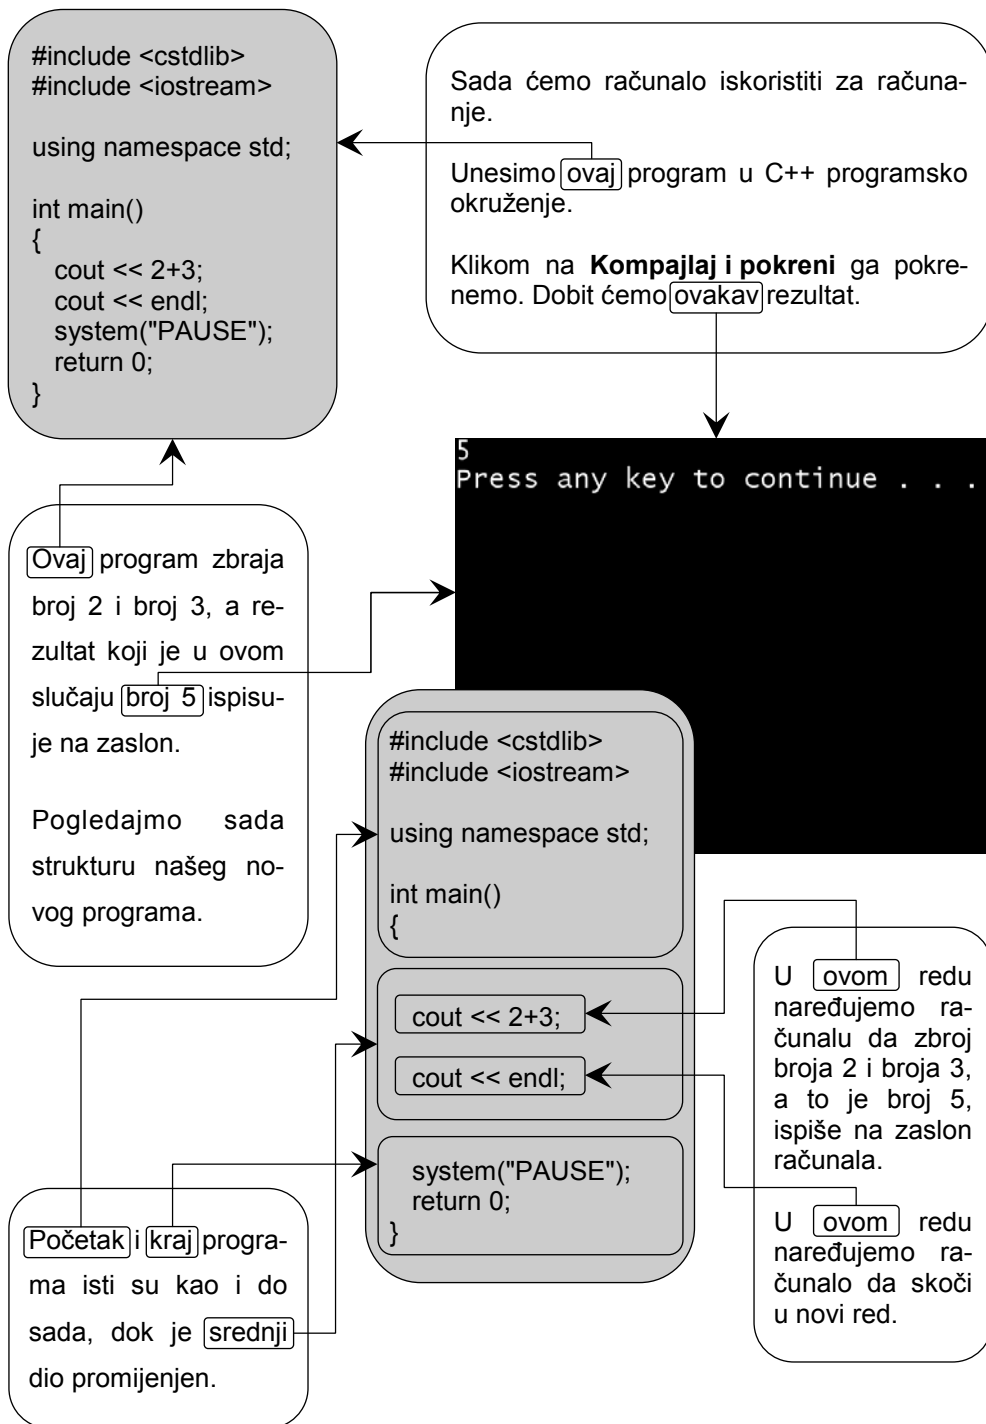 #include <cstdlib>
#include <iostream>
using namespace std;
int main()
{
cout << 2+3;
cout << endl;
system("PAUSE");
return 0;
}
Sada ćemo računalo iskoristiti za računa-
nje.
Unesimo ovaj program u C++ programsko
okruženje.
Klikom na Kompajlaj i pokreni ga pokre-
nemo. Dobit ćemo ovakav rezultat.
5
Press any key to continue . . .
Ovaj program zbraja
broj 2 i broj 3, a re-
zultat koji je u ovom
slučaju broj 5 ispisu-
je na zaslon.
Pogledajmo sada
strukturu našeg no-
vog programa.
#include <cstdlib>
#include <iostream>
using namespace std;
int main()
{
cout << 2+3;
cout << endl;
system("PAUSE");
return 0;
}
U ovom redu
naređujemo ra-
čunalu da zbroj
broja 2 i broja 3,
a to je broj 5,
ispiše na zaslon
računala.
U ovom redu
naređujemo ra-
čunalo da skoči
u novi red.
Početak i kraj progra-
ma isti su kao i do
sada, dok je srednji
dio promijenjen.